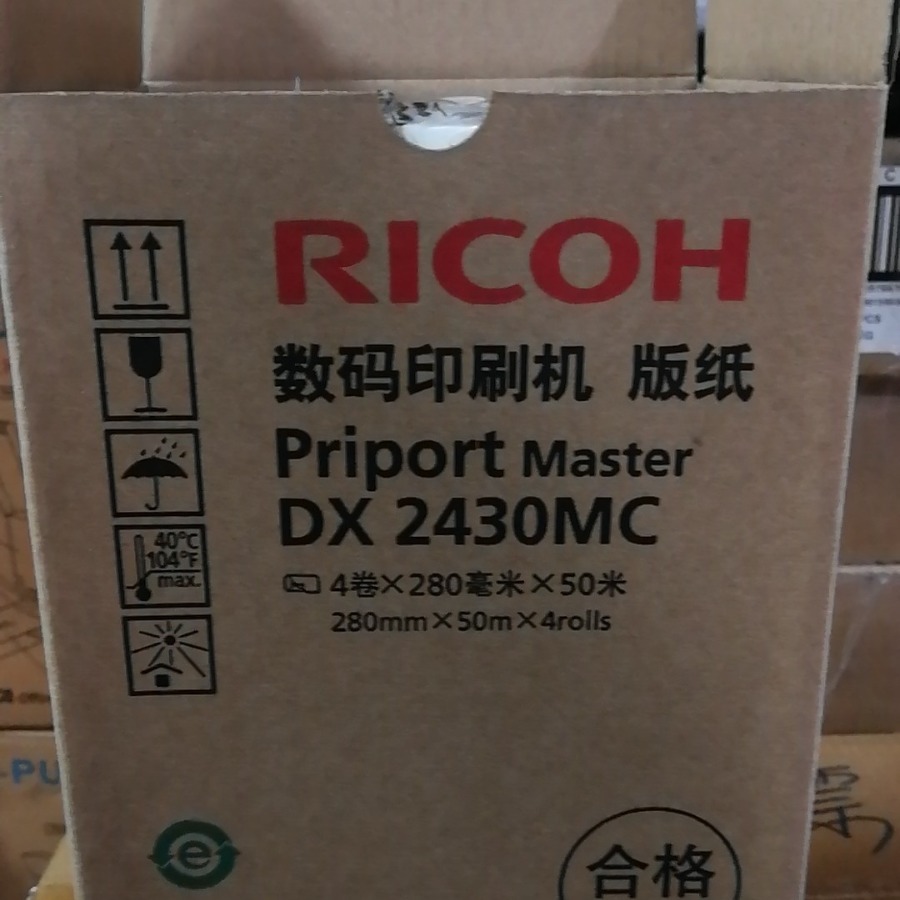 RICOH
数码印刷机 版纸
Priport Master
DX 2430MC
40°C
104°F
max.
4卷×280毫米×50米
280mm×50m×4rolls
-PU
e
合格
C